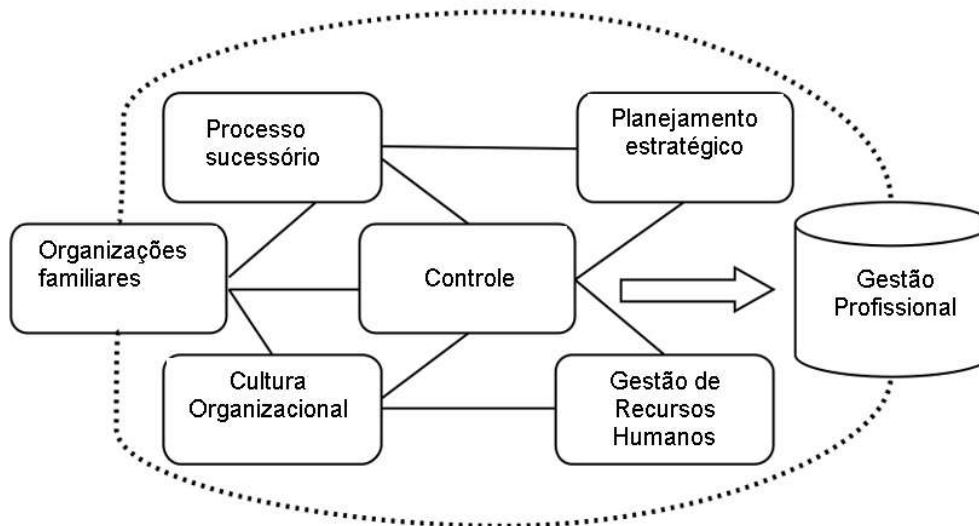 Processo
sucessório
Planejamento
estratégico
Organizações
familiares
Controle
Gestão
Profissional
Cultura
Organizacional
Gestão de
Recursos
Humanos